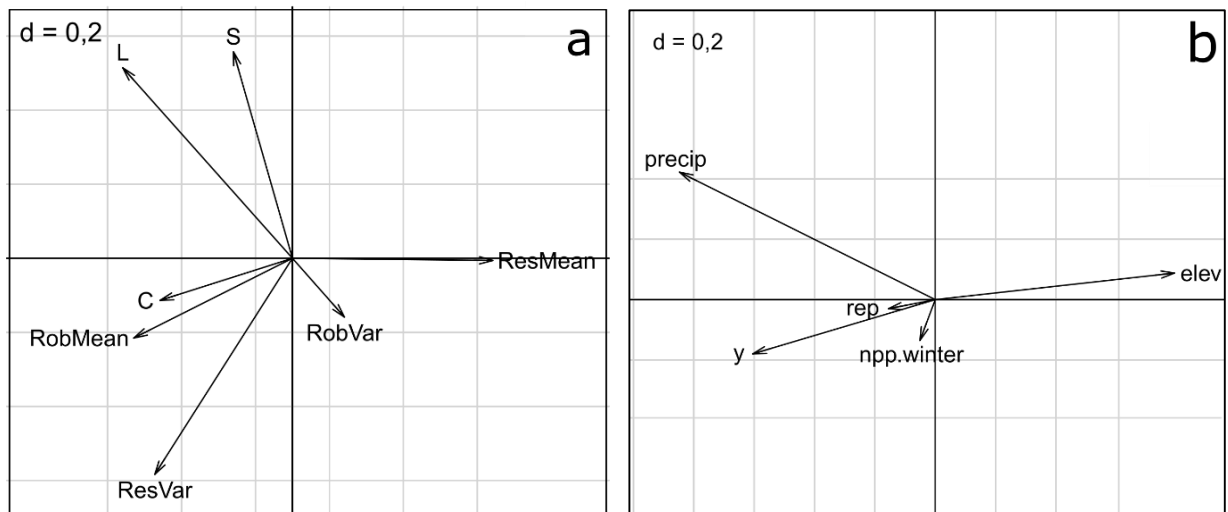 d = 0,2
a
L
S
ResMean
C
RobMean
RobVar
ResVar
d = 0,2
b
precip
elev
rep
y
npp.winter